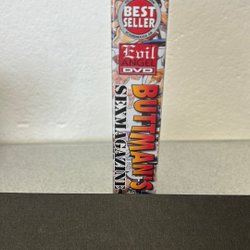 BEST
SELLER
Evil
ANGEL
DVD
BUTTMAN'S
SEXMAGAZINE